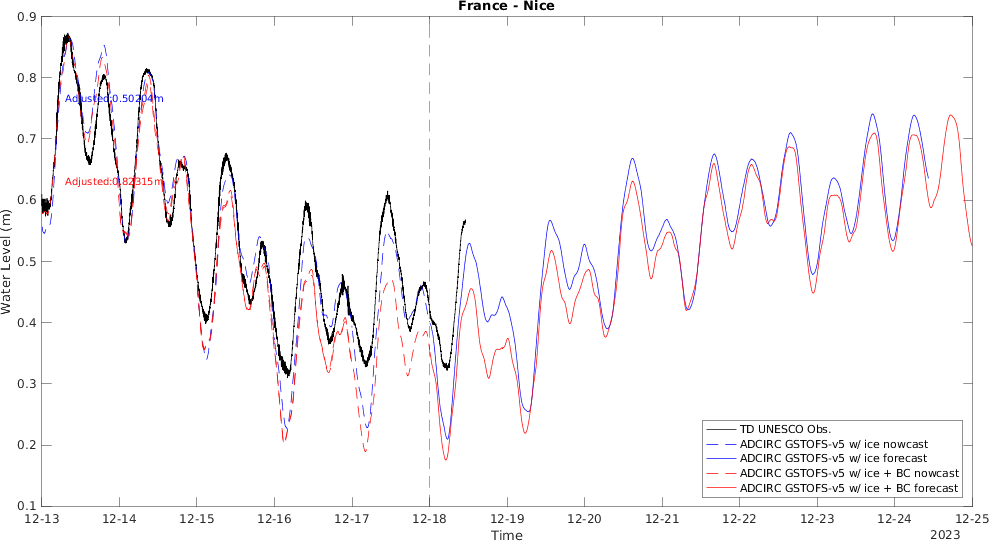 France - Nice
Water Level (m)
0.9
0.8
0.7
0.6
0.5
0.4
0.3
0.2
0.1
Adjusted:0.50204m
Adjusted:0.82315m
TD UNESCO Obs.
ADCIRC GSTOFS-v5 w/ ice nowcast
ADCIRC GSTOFS-v5 w/ ice forecast
ADCIRC GSTOFS-v5 w/ ice + BC nowcast
ADCIRC GSTOFS-v5 w/ ice + BC forecast
12-13 12-14 12-15 12-16 12-17 12-18 12-19 12-20 12-21 12-22 12-23 12-24 12-25
Time
2023